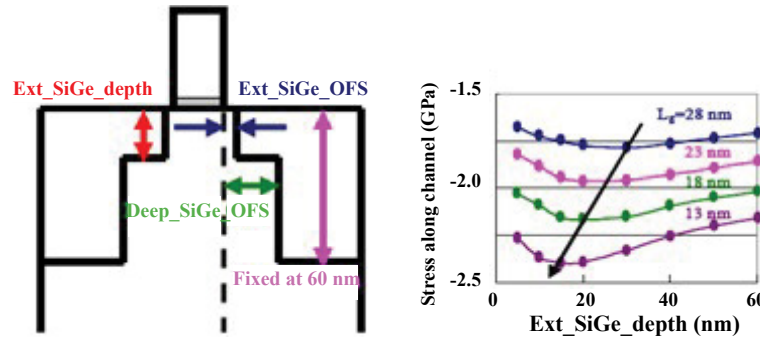 Ext_SiGe_depth
Ext_SiGe_OFS
Deep_SiGe_OFS
Fixed at 60 nm
Stress along channel (GPa)
-1.5
-2.0
-2.5
Lg=28 nm
23 nm
18 nm
13 nm
0 20 40 60
Ext_SiGe_depth (nm)